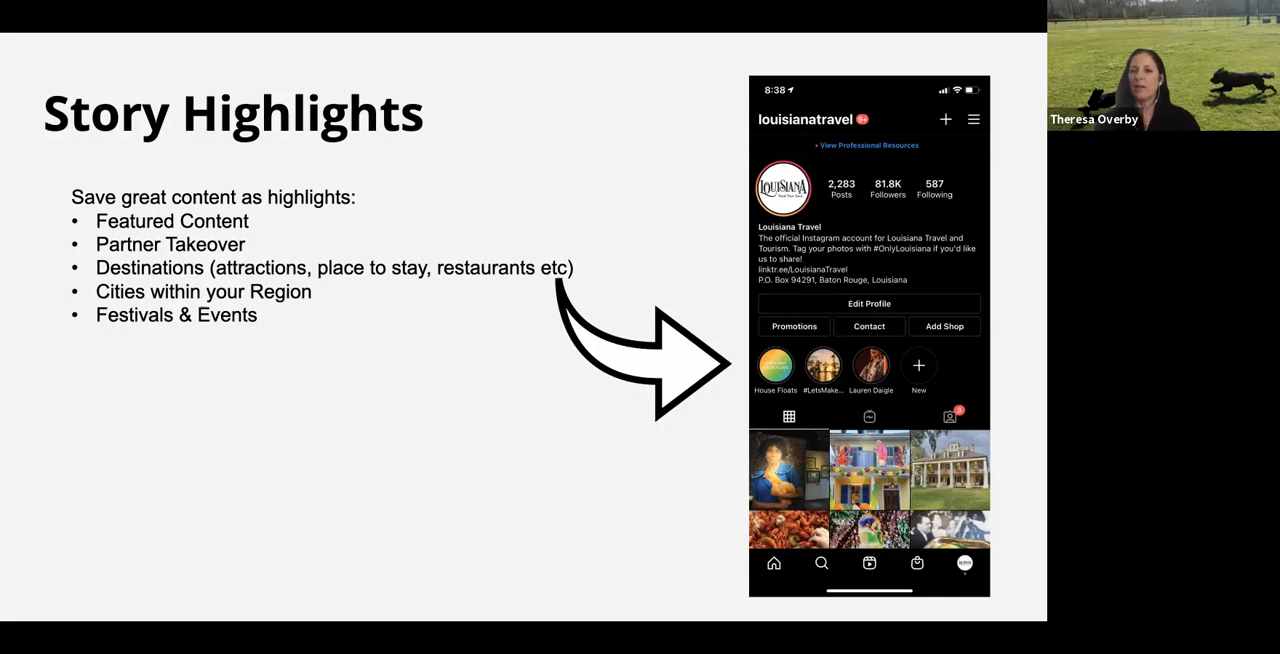 Story Highlights
Save great content as highlights:
• Featured Content
• Partner Takeover
• Destinations (attractions, place to stay, restaurants etc)
• Cities within your Region
• Festivals & Events
8:38
louisianatravel 9+
• View Professional Resources
LOUISIANA
2,283 81.8K 587
Posts Followers Following
Louisiana Travel
The official Instagram account for Louisiana Travel and
Tourism. Tag your photos with #OnlyLouisiana if you'd like
us to share!
linktr.ee/LouisianaTravel
P.O. Box 94291, Baton Rouge, Louisiana
Edit Profile
Promotions Contact Add Shop
House Floats #LetsMake... Lauren Daigle New
3
Theresa Overby